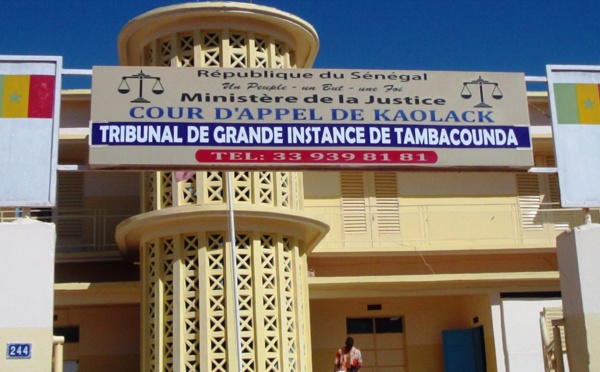 République du Sénégal
Un Peuple - un But - une Foi
Ministère de la Justice
COUR D'APPEL DE KAOLACK
TRIBUNAL DE GRANDE INSTANCE DE TAMBACOUNDA
TEL: 33 939 81 81
244